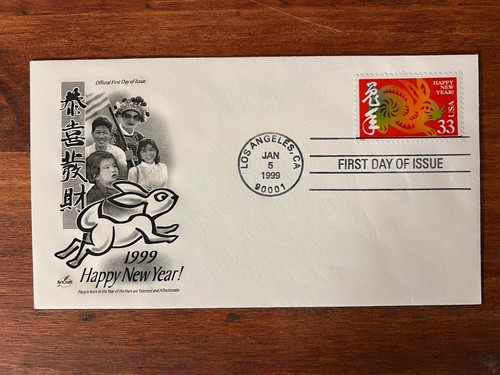 Official First Day of Issue
恭喜發財
1999
Happy New Year!
ArtCraft
People born in the Year of the Hare are Talented and Affectionate
LOS ANGELES, CA
JAN
5
1999
90001
FIRST DAY OF ISSUE
HAPPY
NEW
YEAR!
兔年
USA
33